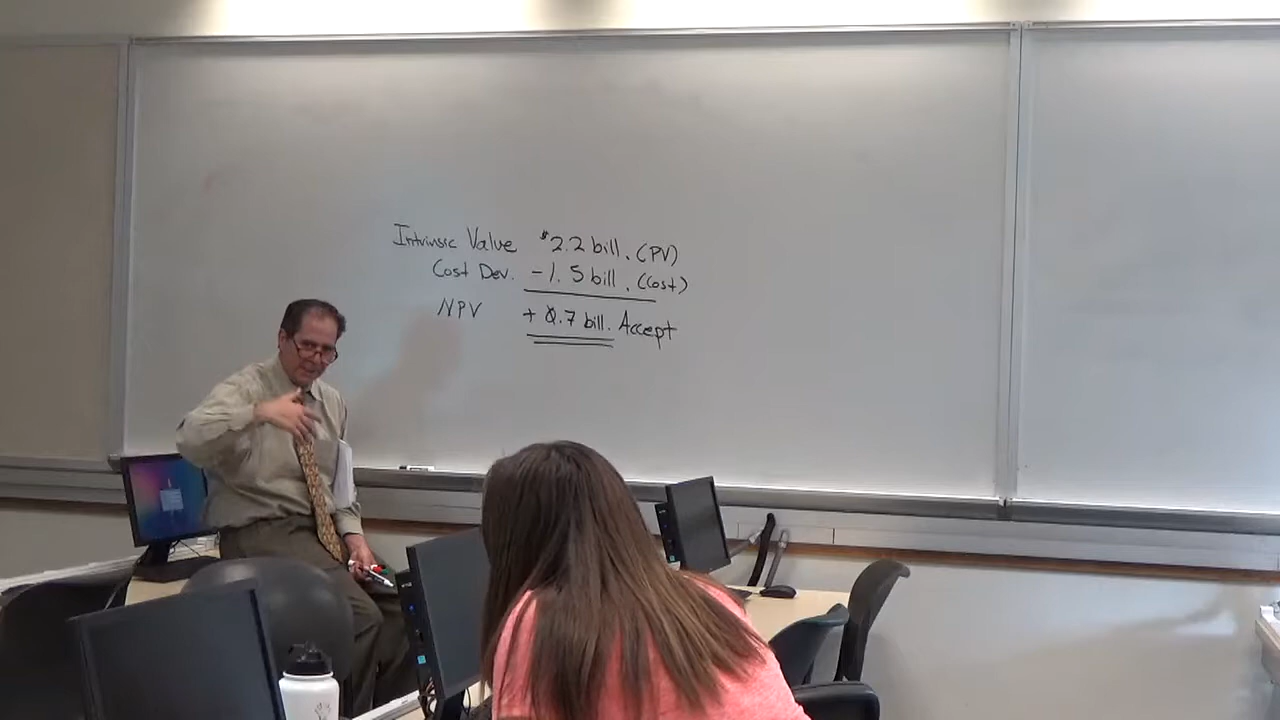 Intrinsic Value $2.2 bill. (PV)
Cost Dev. - 1.5 bill. (Cost)
NPV + 0.7 bill. Accept